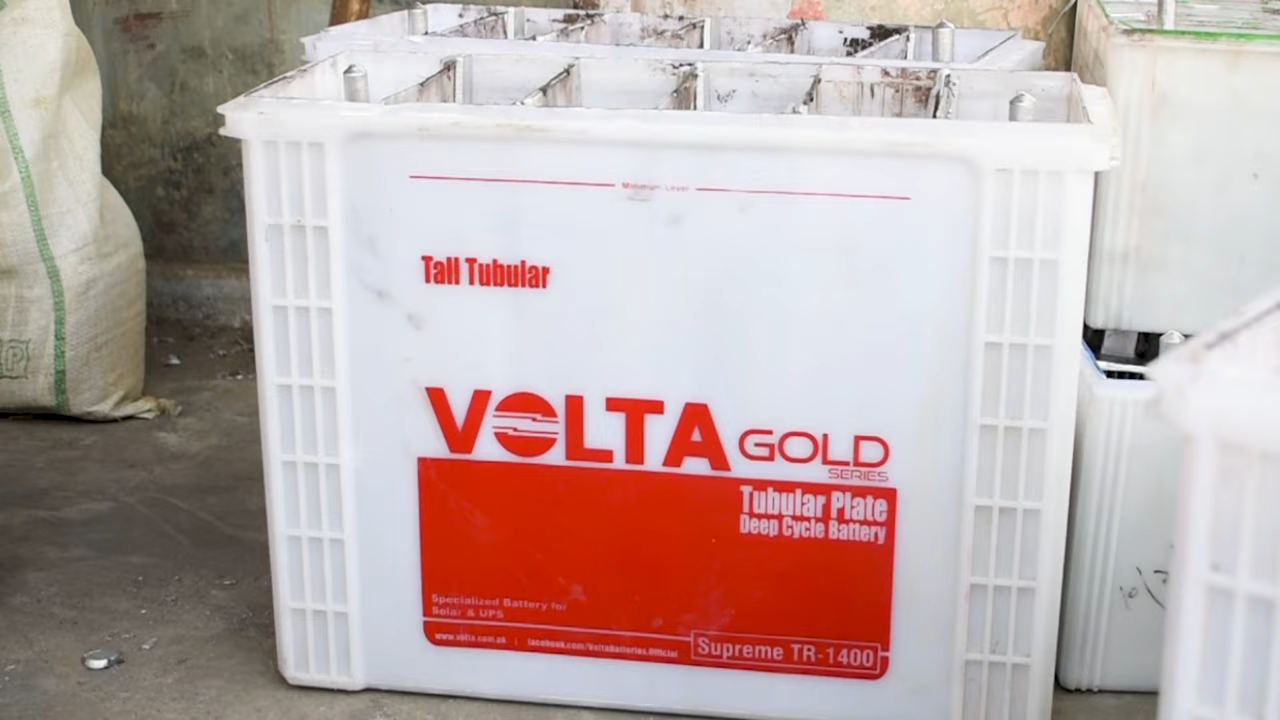 Minimum Level
Tall Tubular
VOLTA GOLD
SERIES
Tubular Plate
Deep Cycle Battery
Specialized Battery for
Solar & UPS
www.volta.com.pk | facebook.com/VoltaBatteries.Official
Supreme TR-1400